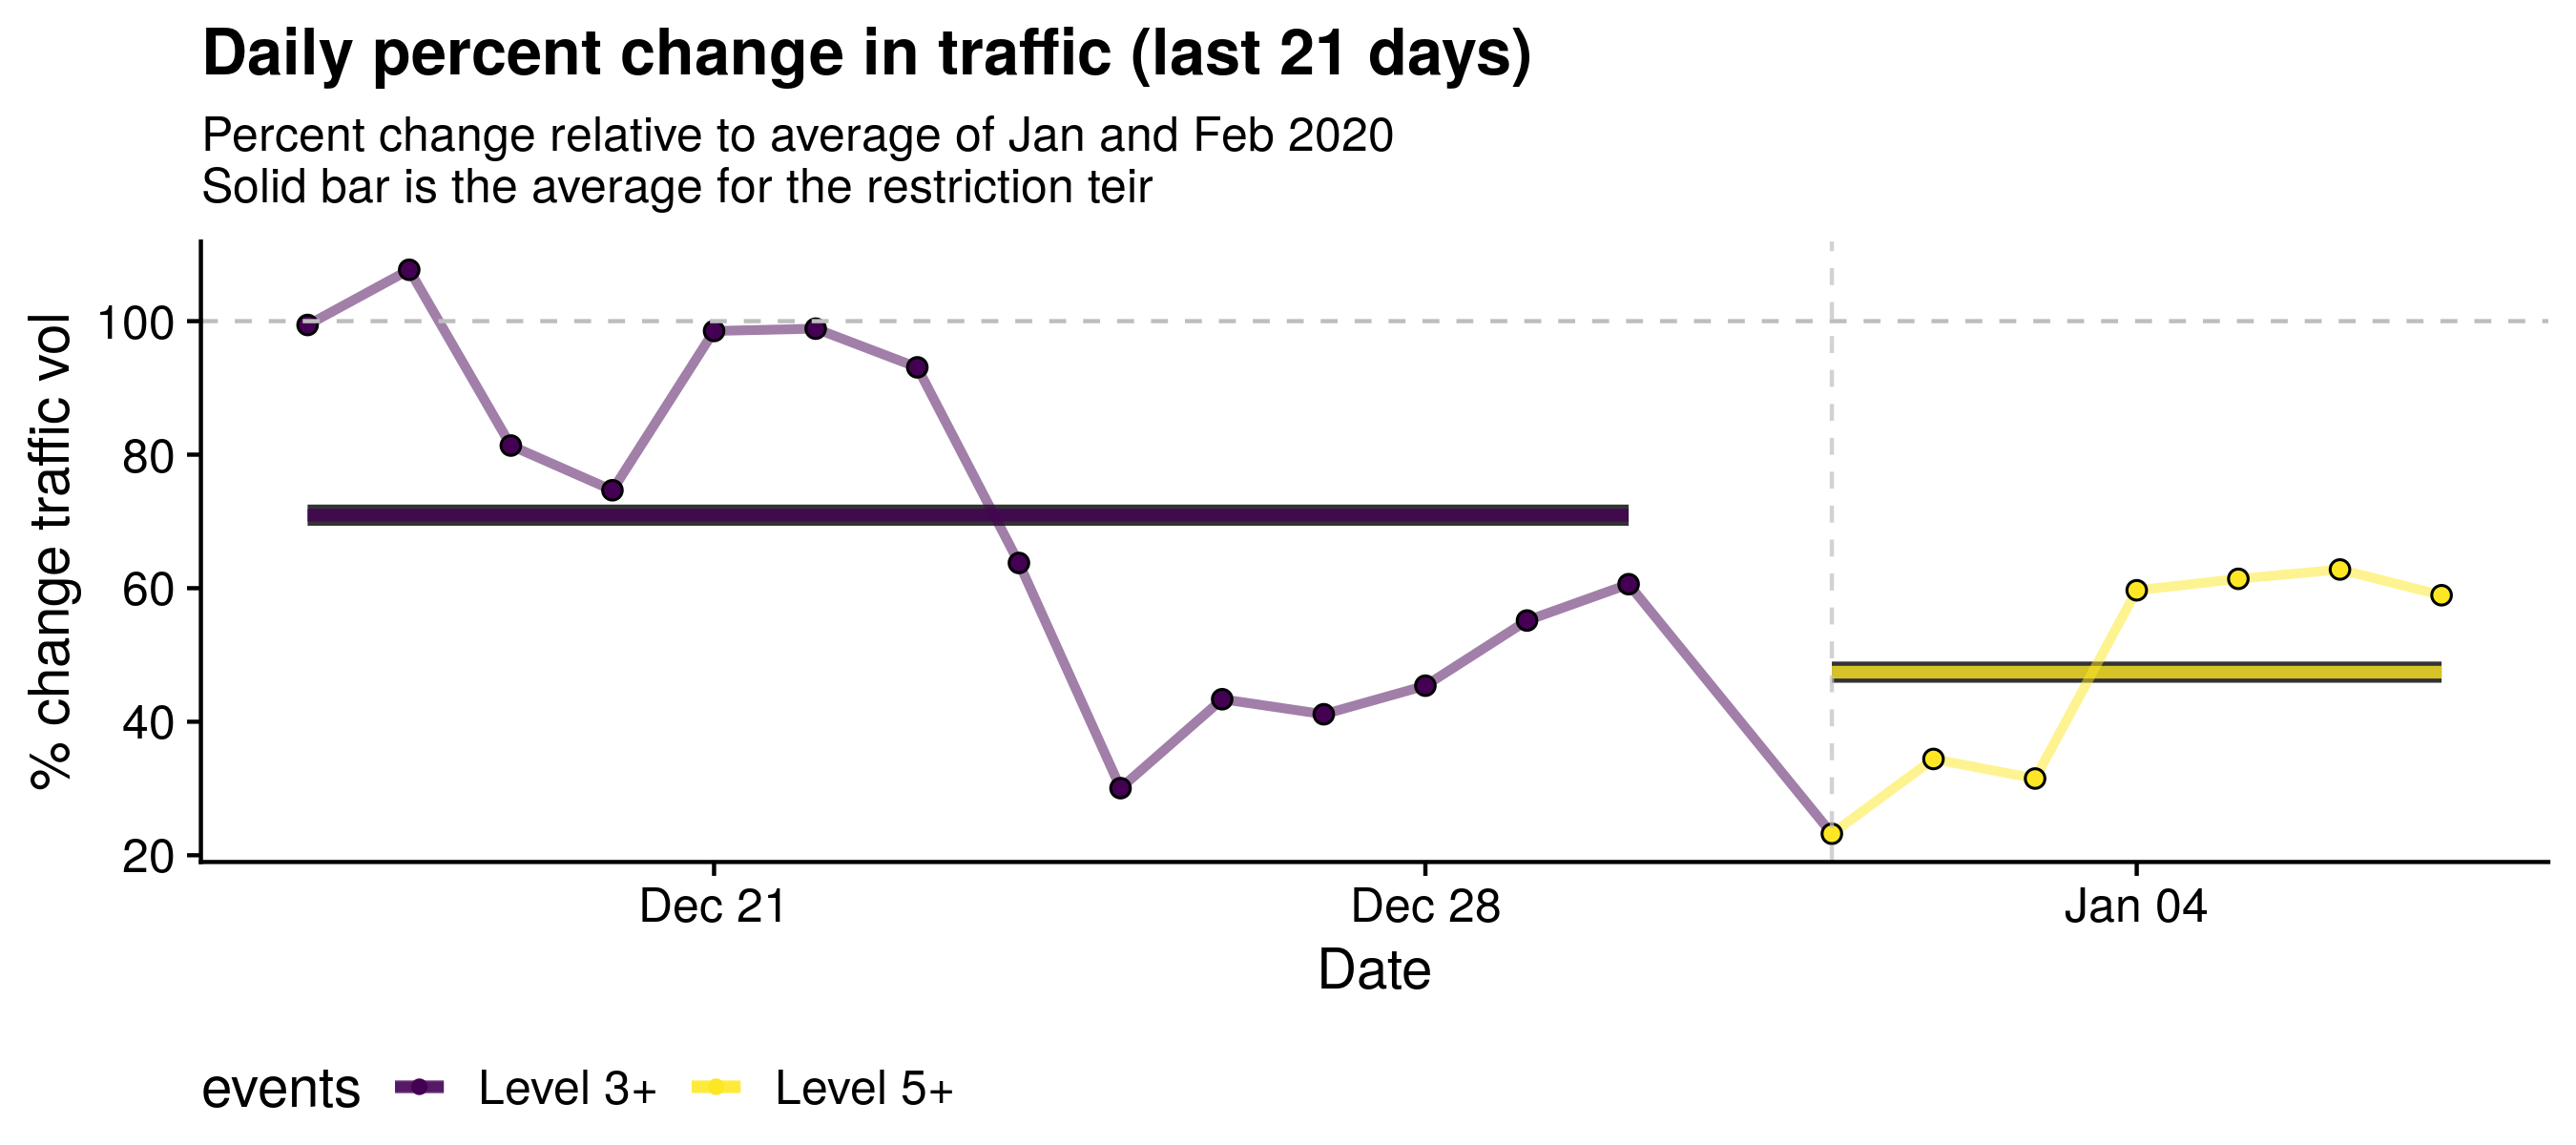 Daily percent change in traffic (last 21 days)
Percent change relative to average of Jan and Feb 2020
Solid bar is the average for the restriction teir
% change traffic vol
100
80
60
40
20
Dec 21
Dec 28
Jan 04
Date
events
Level 3+
Level 5+